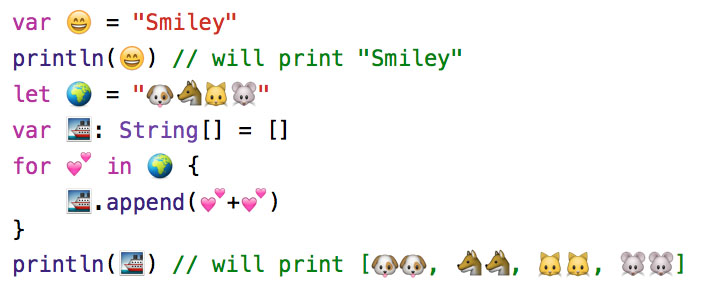 var 😄 = "Smiley"
println(😄) // will print "Smiley"
let 🌍 = "🐶🐺🐱🐭"
var 🚢: String[] = []
for 💕 in 🌍 {
    🚢.append(💕+💕)
}
println(🚢) // will print [🐶🐶, 🐺🐺, 🐱🐱, 🐭🐭]